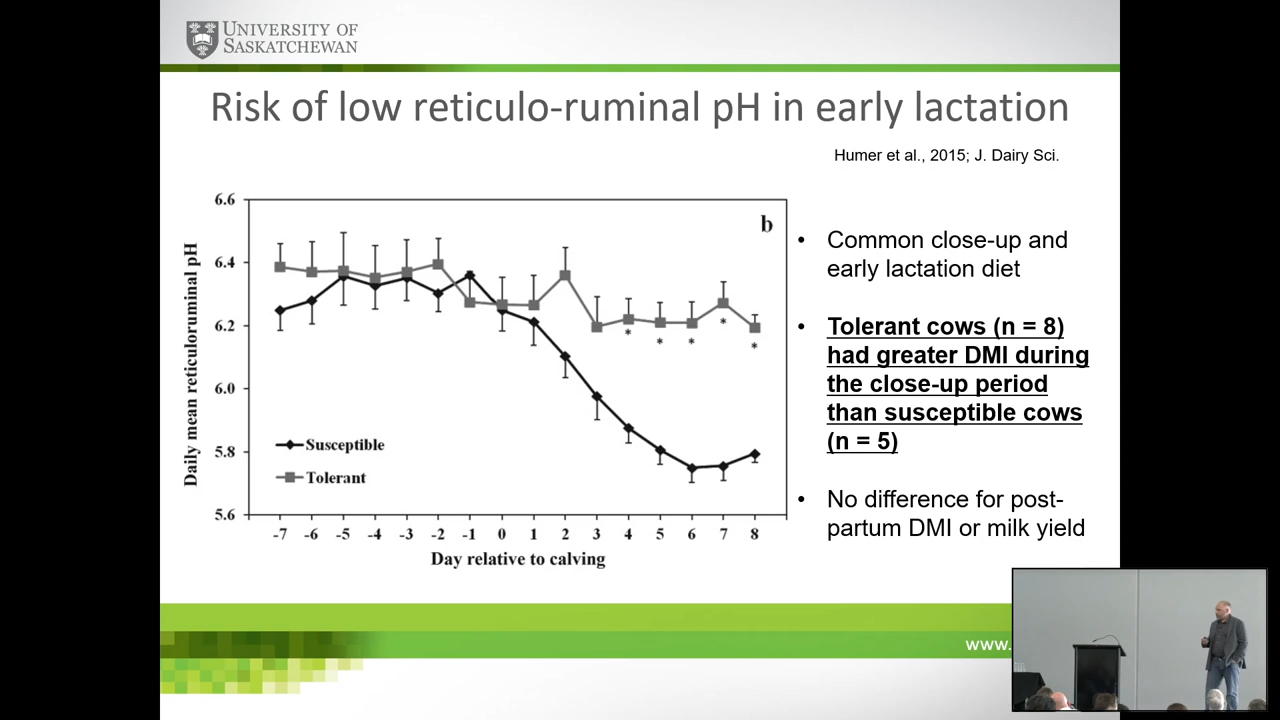 UNIVERSITY OF
SASKATCHEWAN
Risk of low reticulo-ruminal pH in early lactation
Humer et al., 2015; J. Dairy Sci.
6.6
6.4
6.2
6.0
5.8
5.6
Daily mean reticuloruminal pH
b
Susceptible
Tolerant
* * * * *
-7 -6 -5 -4 -3 -2 -1 0 1 2 3 4 5 6 7 8
Day relative to calving
• Common close-up and
early lactation diet
• Tolerant cows (n = 8)
had greater DMI during
the close-up period
than susceptible cows
(n = 5)
• No difference for post-
partum DMI or milk yield
www.